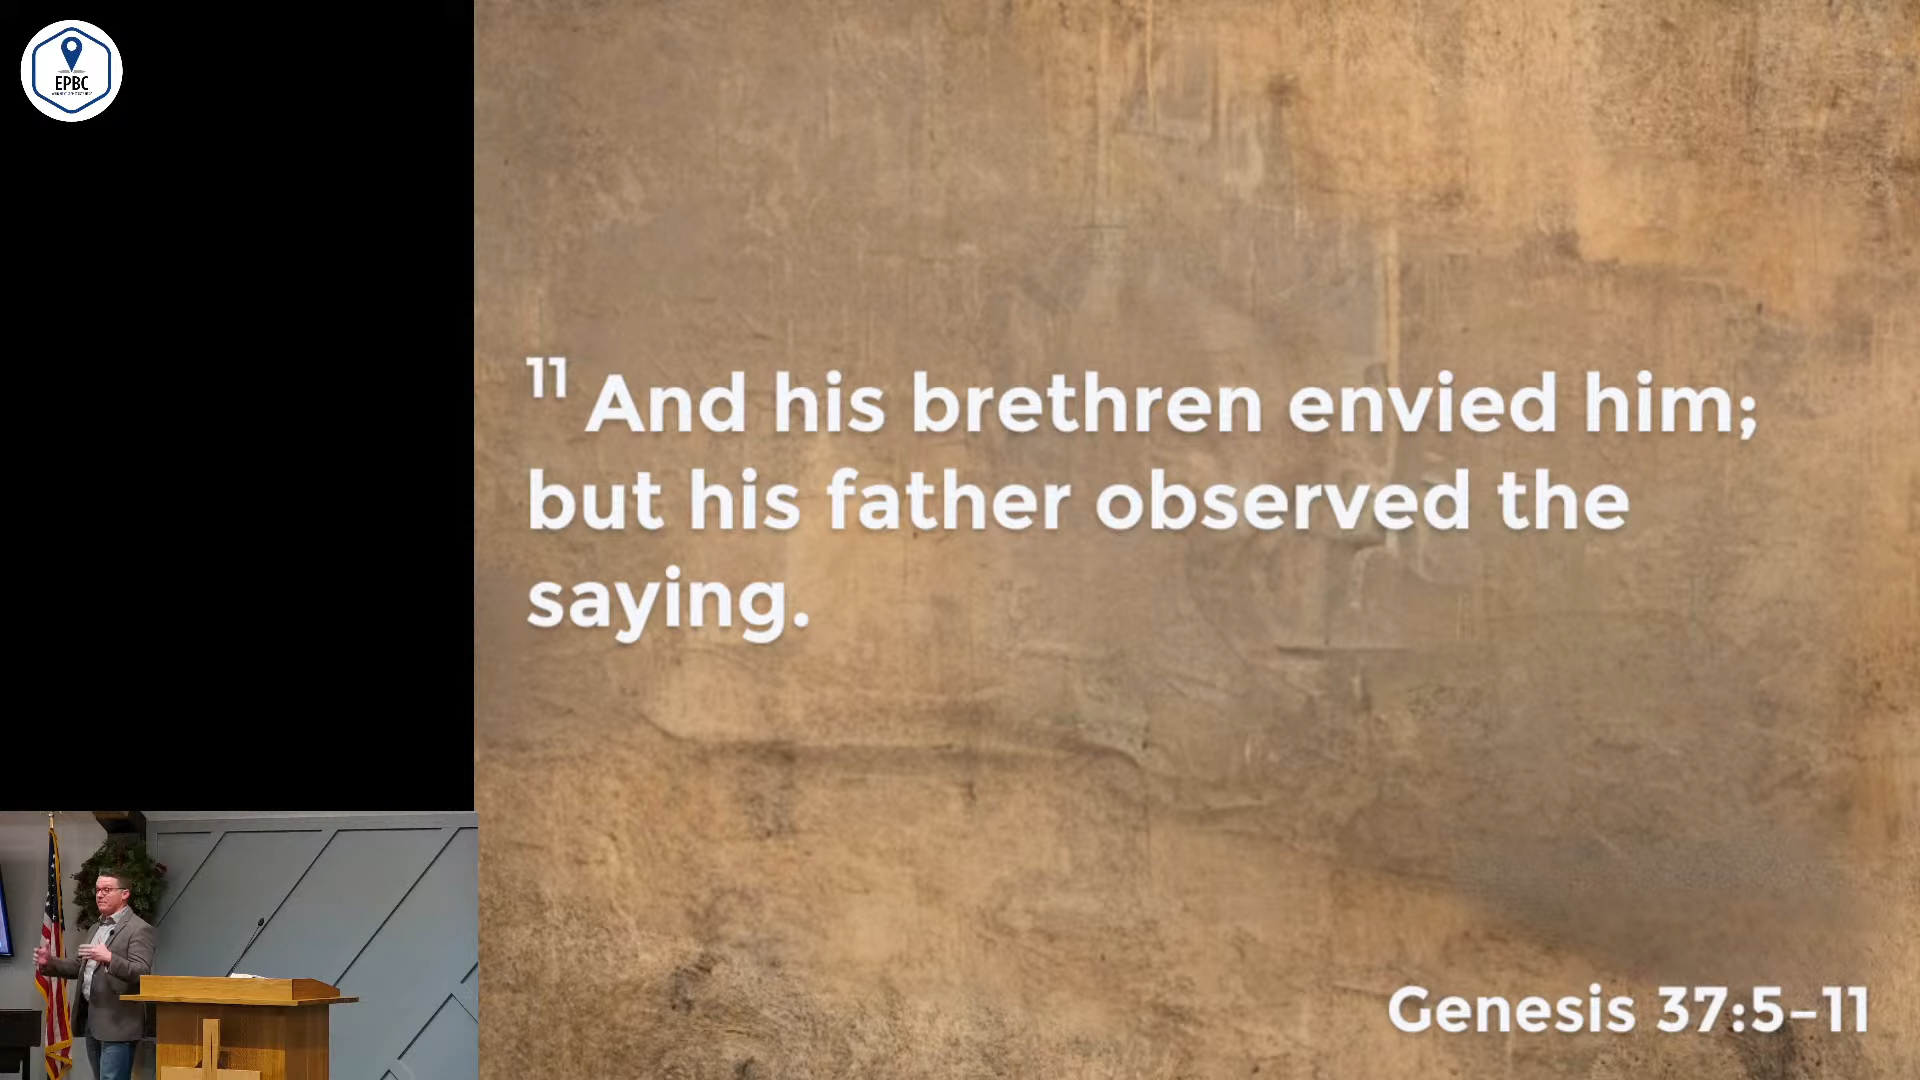 EPBC
11 And his brethren envied him;
but his father observed the
saying.
Genesis 37:5–11